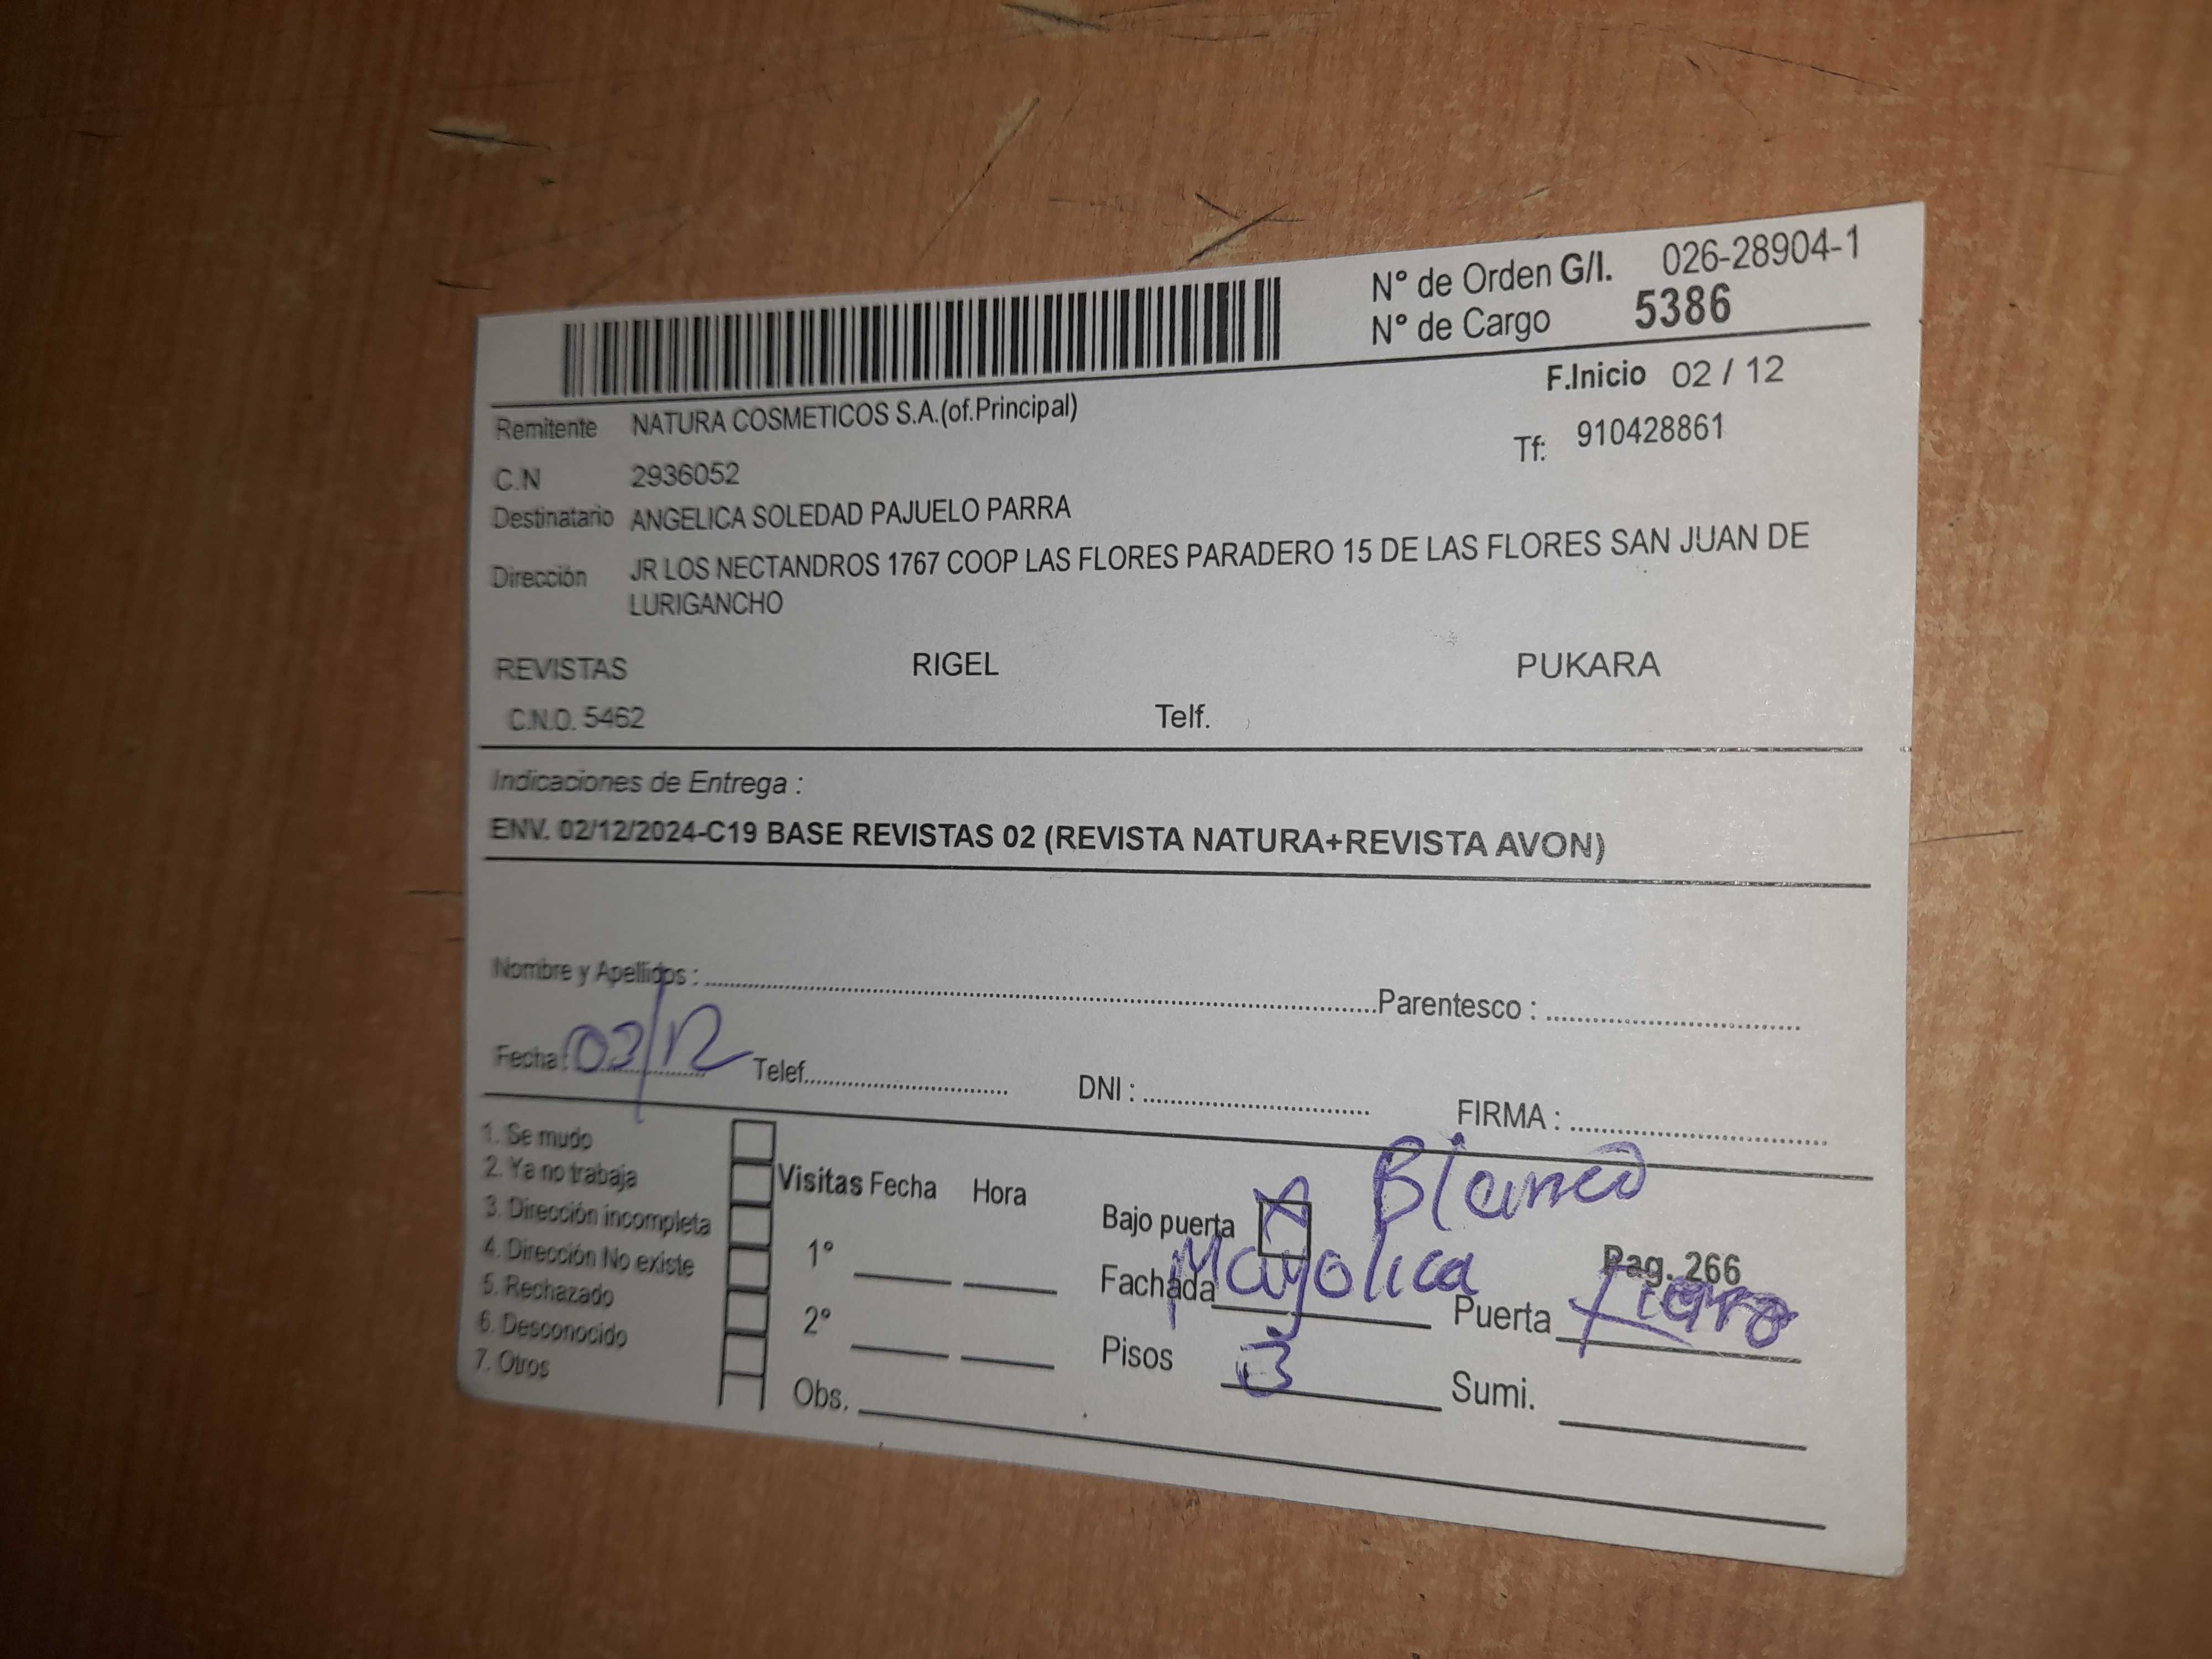 N° de Orden G/I. 026-28904-1
N° de Cargo 5386
F.Inicio 02 / 12
Remitente NATURA COSMETICOS S.A.(of.Principal)
Tf: 910428861
C.N 2936052
Destinatario ANGELICA SOLEDAD PAJUELO PARRA
Dirección JR LOS NECTANDROS 1767 COOP LAS FLORES PARADERO 15 DE LAS FLORES SAN JUAN DE
LURIGANCHO
REVISTAS RIGEL PUKARA
C.N.O. 5462 Telf.
Indicaciones de Entrega :
ENV. 02/12/2024-C19 BASE REVISTAS 02 (REVISTA NATURA+REVISTA AVON)
Nombre y Apellidos : Parentesco :
Fecha : 03/12 Telef. DNI : FIRMA :
1. Se mudo
2. Ya no trabaja
3. Dirección incompleta
4. Dirección No existe
5. Rechazado
6. Desconocido
7. Otros
Visitas Fecha Hora
1°
2°
Obs.
Bajo puerta Blanco
Fachada Mayolica
Pag. 266
Puerta Fierro
Pisos 3
Sumi.